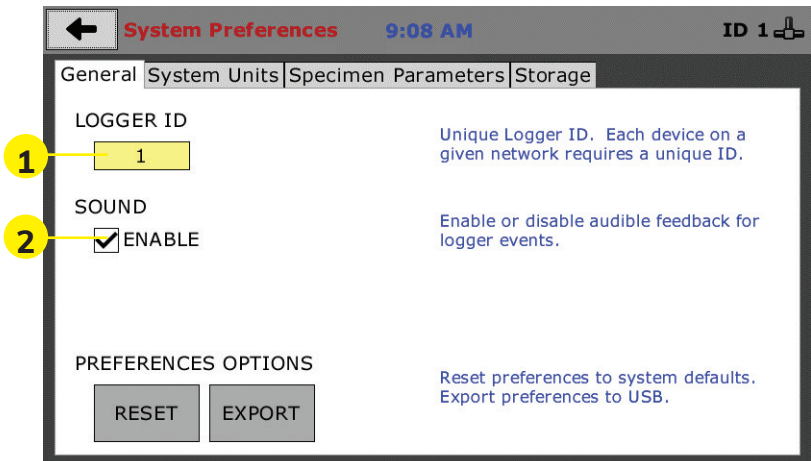 System Preferences 9:08 AM ID 1
General System Units Specimen Parameters Storage
LOGGER ID
Unique Logger ID. Each device on a
given network requires a unique ID.
1 1
SOUND
Enable or disable audible feedback for
logger events.
2 ENABLE
PREFERENCES OPTIONS
Reset preferences to system defaults.
Export preferences to USB.
RESET EXPORT